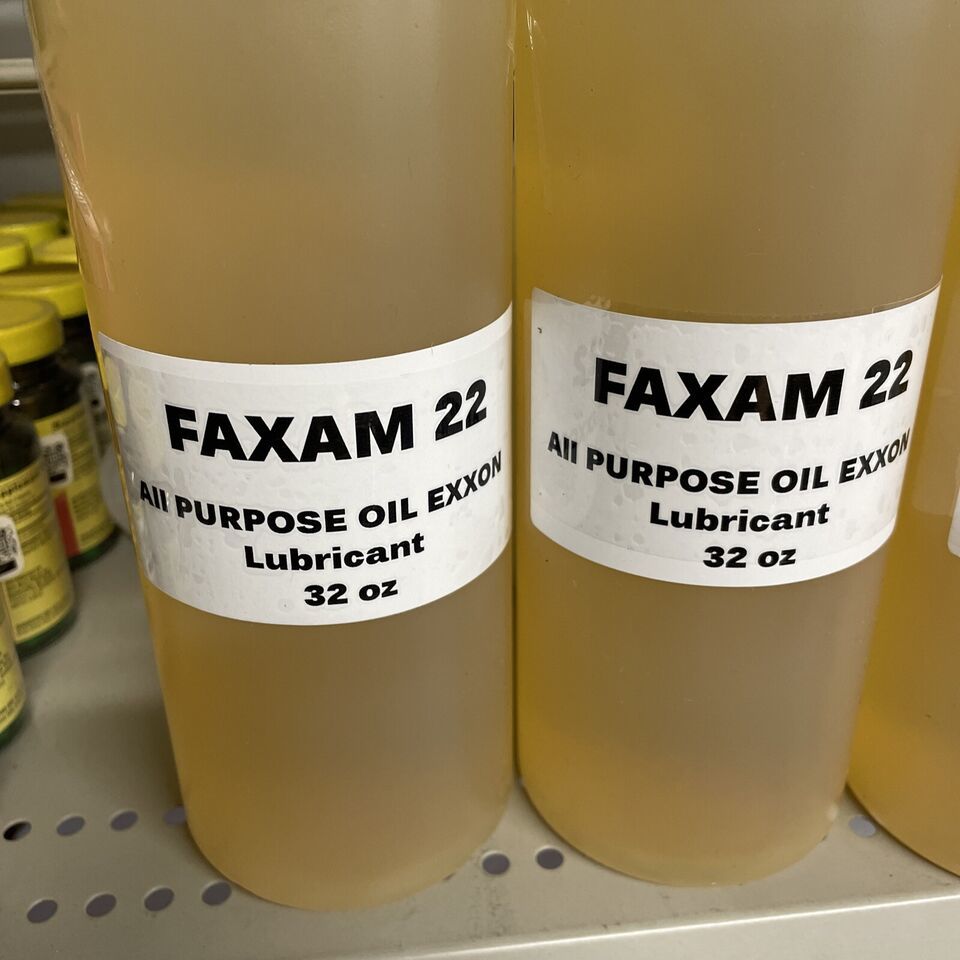 FAXAM 22
All PURPOSE OIL EXXON
Lubricant
32 oz
FAXAM 22
All PURPOSE OIL EXXON
Lubricant
32 oz